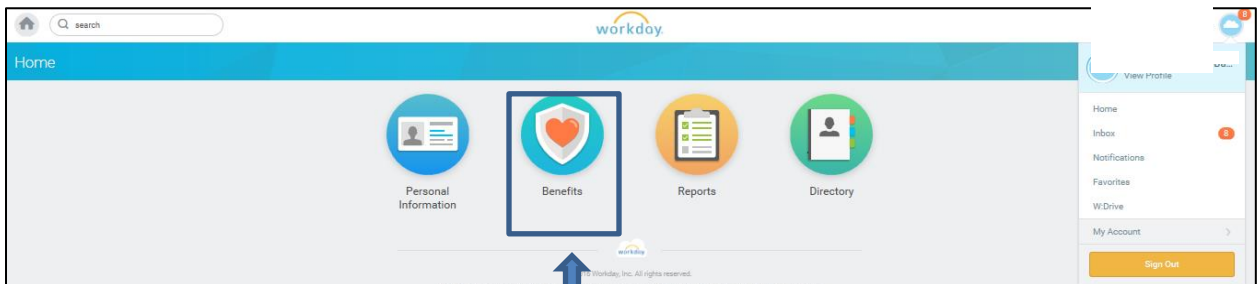 search
workday.
8
Home
View Profile
Home
Inbox
8
Notifications
Favorites
W:Drive
My Account
Sign Out
Personal
Information
Benefits
Reports
Directory
workday
Workday, Inc. All rights reserved.